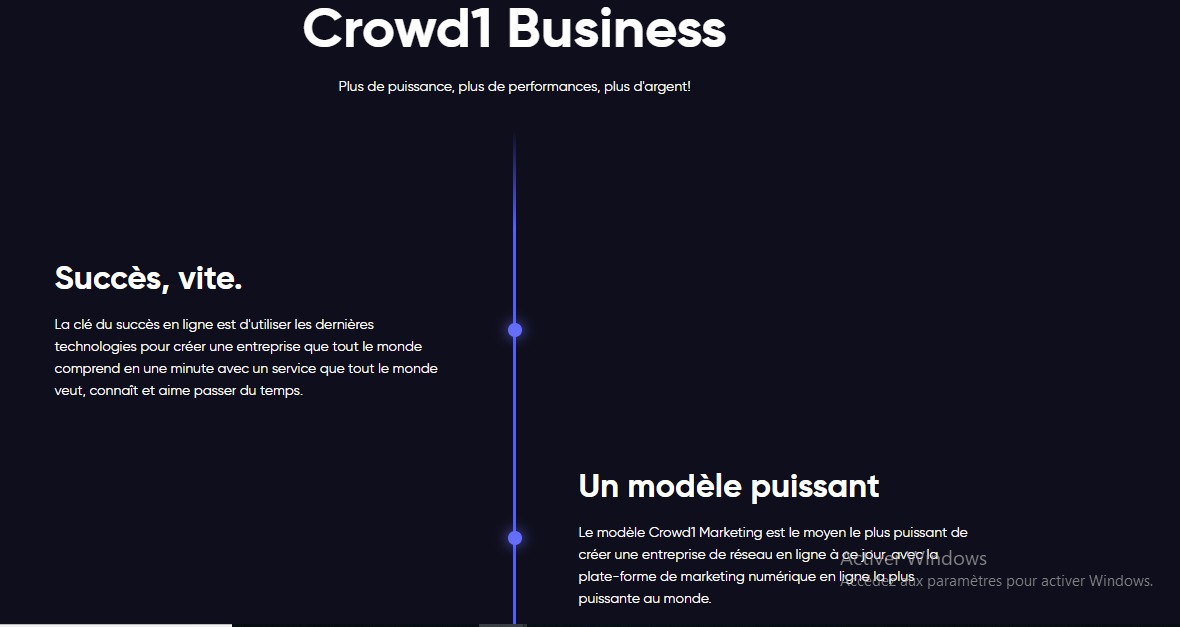 Crowd1 Business
Plus de puissance, plus de performances, plus d'argent!
Succès, vite.
La clé du succès en ligne est d'utiliser les dernières
technologies pour créer une entreprise que tout le monde
comprend en une minute avec un service que tout le monde
veut, connaît et aime passer du temps.
Un modèle puissant
Le modèle Crowd1 Marketing est le moyen le plus puissant de
créer une entreprise de réseau en ligne à ce jour, avec la
plate-forme de marketing numérique en ligne la plus
puissante au monde.
Activer Windows
Accédez aux paramètres pour activer Windows.